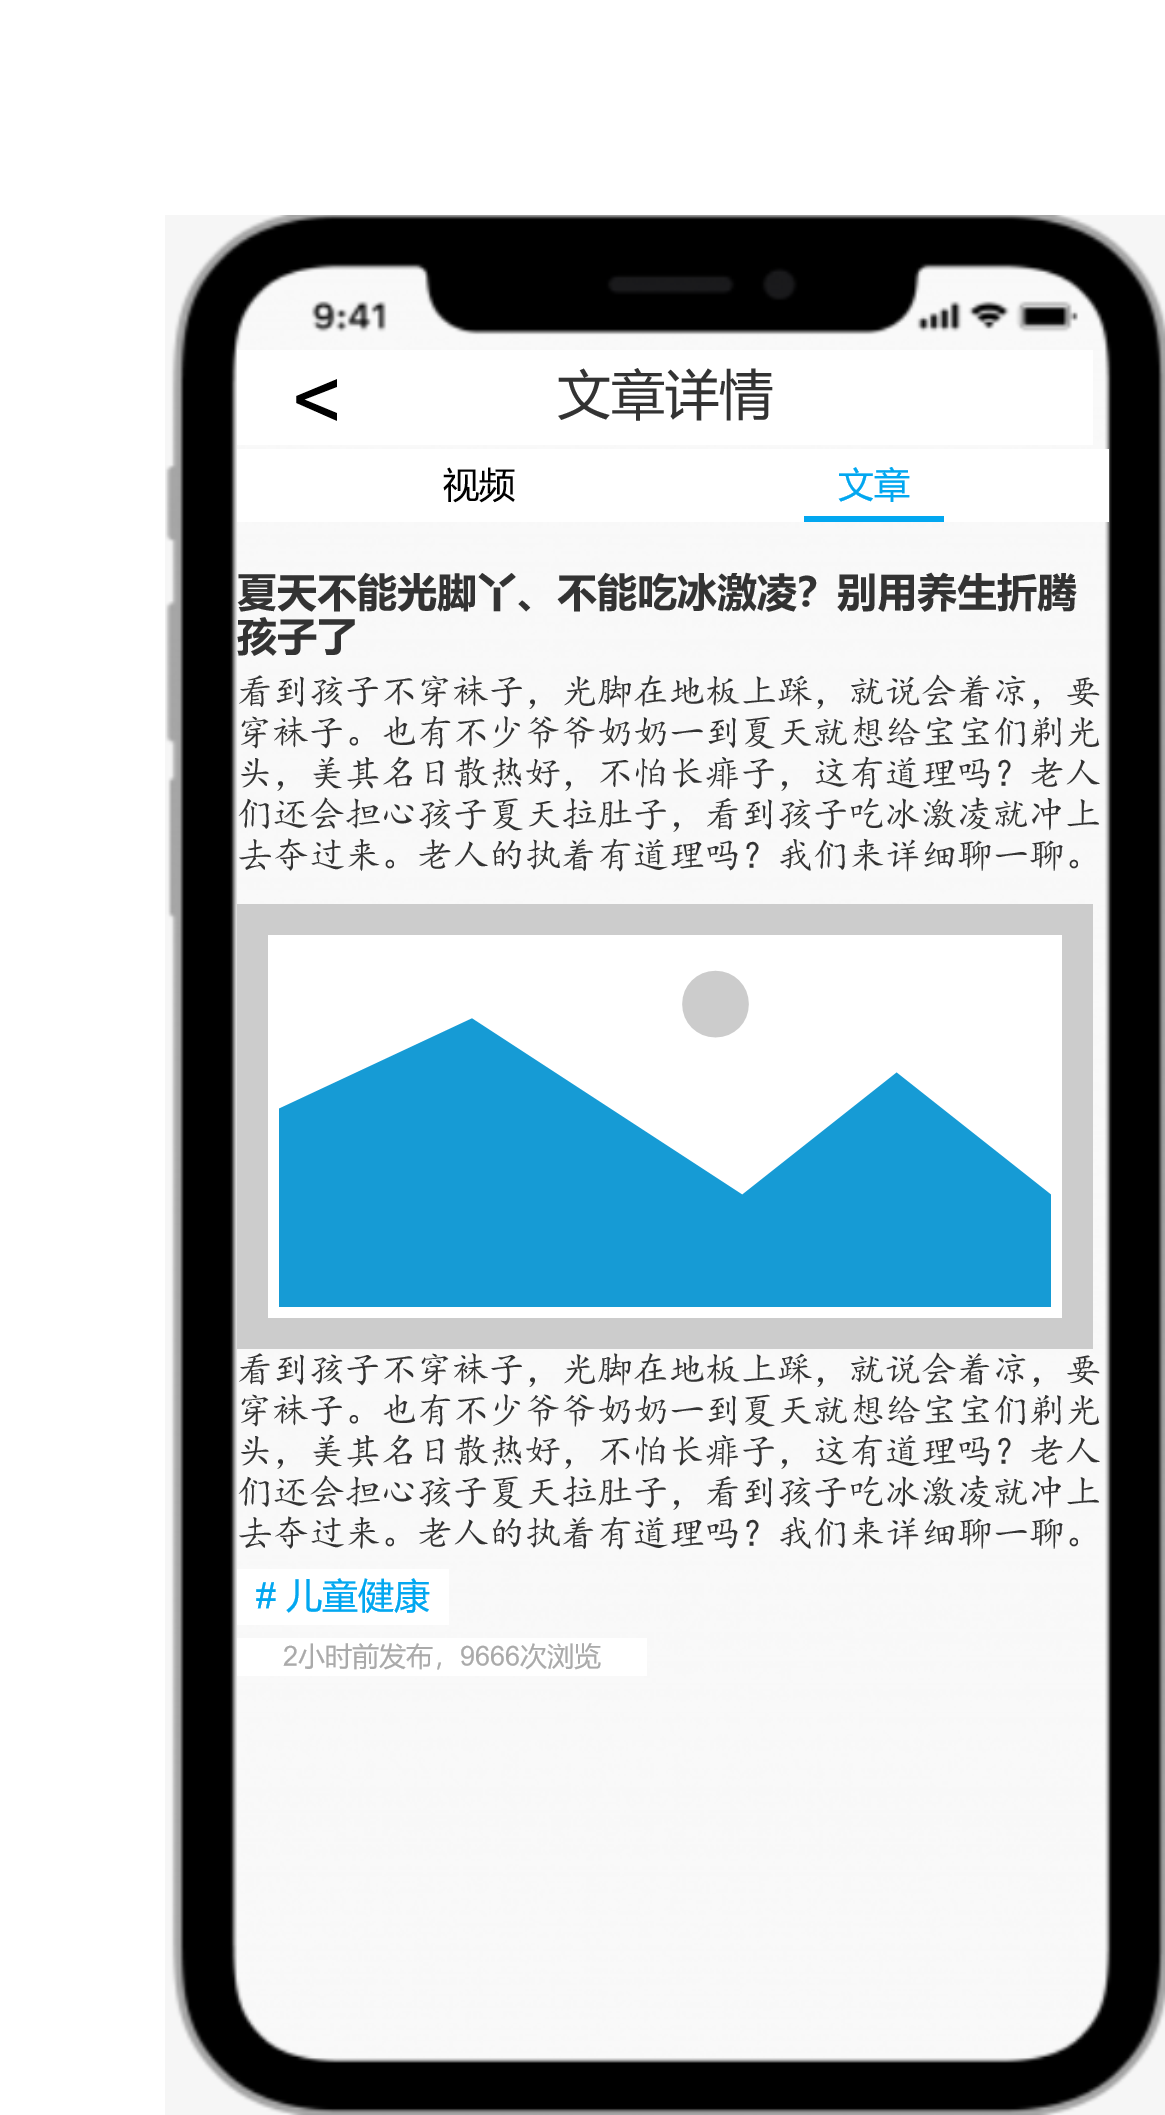 9:41
< 文章详情
视频 文章
夏天不能光脚丫、不能吃冰激凌？别用养生折腾
孩子了
看到孩子不穿袜子，光脚在地板上踩，就说会着凉，要
穿袜子。也有不少爷爷奶奶一到夏天就想给宝宝们剃光
头，美其名日散热好，不怕长痱子，这有道理吗？老人
们还会担心孩子夏天拉肚子，看到孩子吃冰激凌就冲上
去夺过来。老人的执着有道理吗？我们来详细聊一聊。
看到孩子不穿袜子，光脚在地板上踩，就说会着凉，要
穿袜子。也有不少爷爷奶奶一到夏天就想给宝宝们剃光
头，美其名日散热好，不怕长痱子，这有道理吗？老人
们还会担心孩子夏天拉肚子，看到孩子吃冰激凌就冲上
去夺过来。老人的执着有道理吗？我们来详细聊一聊。
# 儿童健康
2小时前发布，9666次浏览